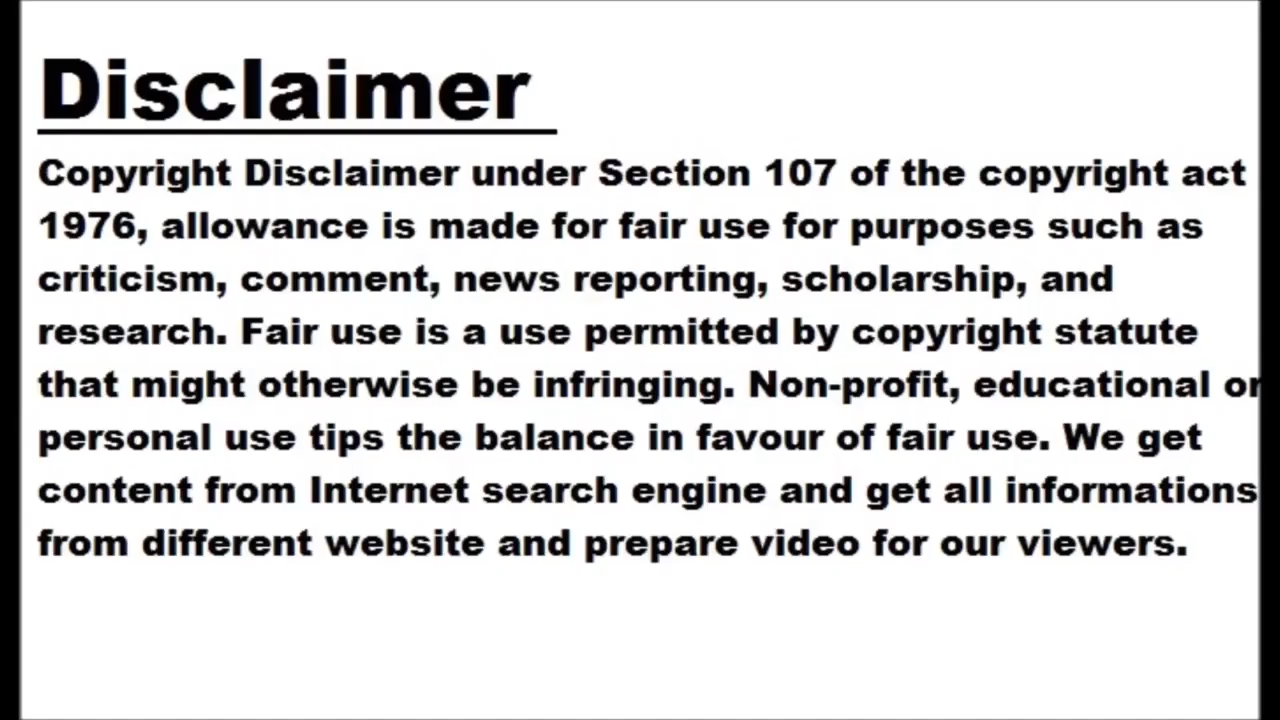 Disclaimer
Copyright Disclaimer under Section 107 of the copyright act
1976, allowance is made for fair use for purposes such as
criticism, comment, news reporting, scholarship, and
research. Fair use is a use permitted by copyright statute
that might otherwise be infringing. Non-profit, educational or
personal use tips the balance in favour of fair use. We get
content from Internet search engine and get all informations
from different website and prepare video for our viewers.